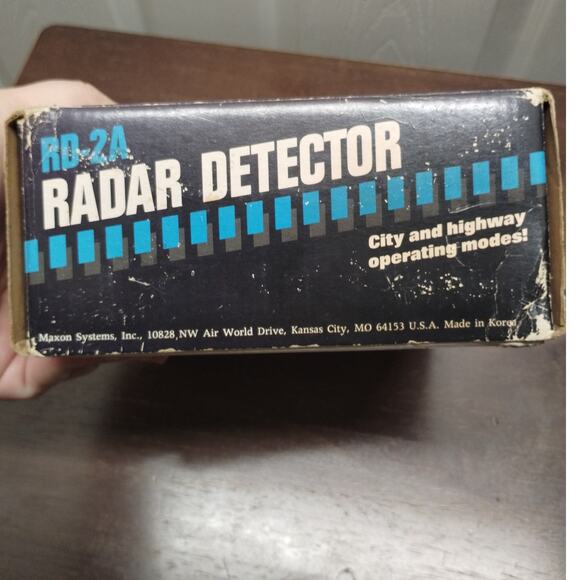 RD-2A
RADAR DETECTOR
City and highway
operating modes!
Maxon Systems, Inc., 10828 NW Air World Drive, Kansas City, MO 64153 U.S.A. Made in Korea